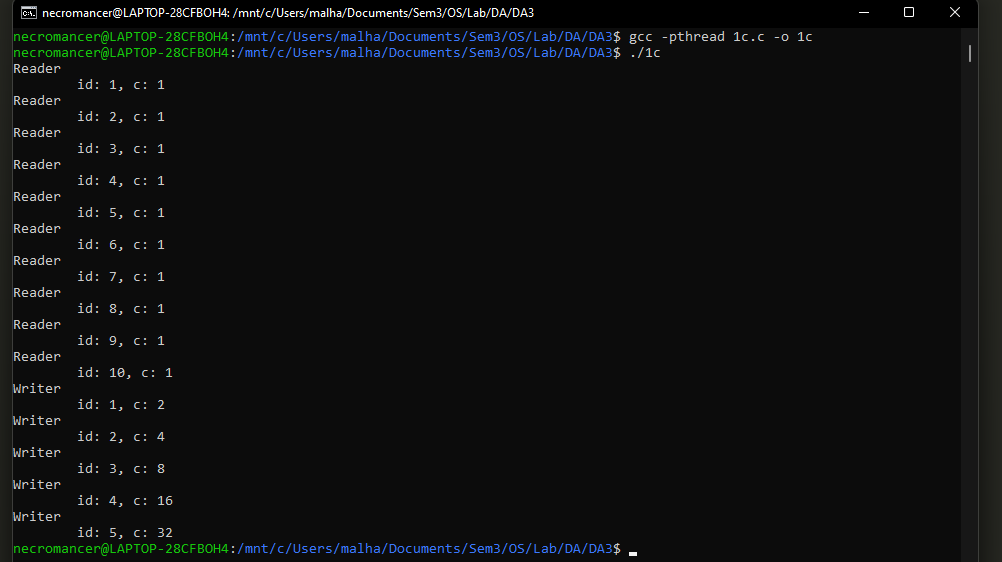 necromancer@LAPTOP-28CFBOH4: /mnt/c/Users/malha/Documents/Sem3/OS/Lab/DA/DA3
necromancer@LAPTOP-28CFBOH4:/mnt/c/Users/malha/Documents/Sem3/OS/Lab/DA/DA3$ gcc -pthread 1c.c -o 1c
necromancer@LAPTOP-28CFBOH4:/mnt/c/Users/malha/Documents/Sem3/OS/Lab/DA/DA3$ ./1c
Reader
        id: 1, c: 1
Reader
        id: 2, c: 1
Reader
        id: 3, c: 1
Reader
        id: 4, c: 1
Reader
        id: 5, c: 1
Reader
        id: 6, c: 1
Reader
        id: 7, c: 1
Reader
        id: 8, c: 1
Reader
        id: 9, c: 1
Reader
        id: 10, c: 1
Writer
        id: 1, c: 2
Writer
        id: 2, c: 4
Writer
        id: 3, c: 8
Writer
        id: 4, c: 16
Writer
        id: 5, c: 32
necromancer@LAPTOP-28CFBOH4:/mnt/c/Users/malha/Documents/Sem3/OS/Lab/DA/DA3$